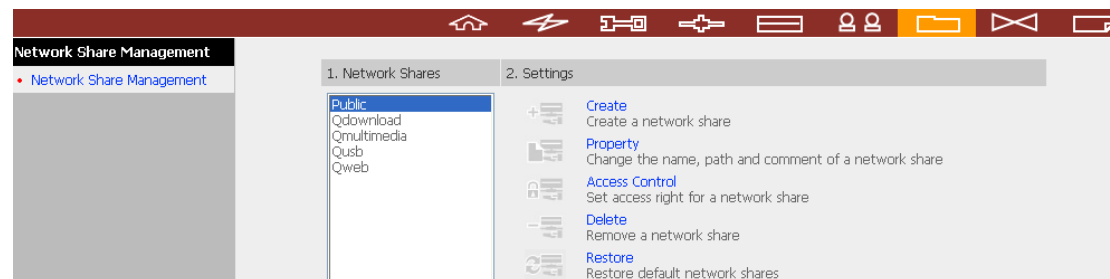 Network Share Management
Network Share Management
1. Network Shares
2. Settings
Public
Qdownload
Qmultimedia
Qusb
Qweb
Create
Create a network share
Property
Change the name, path and comment of a network share
Access Control
Set access right for a network share
Delete
Remove a network share
Restore
Restore default network shares